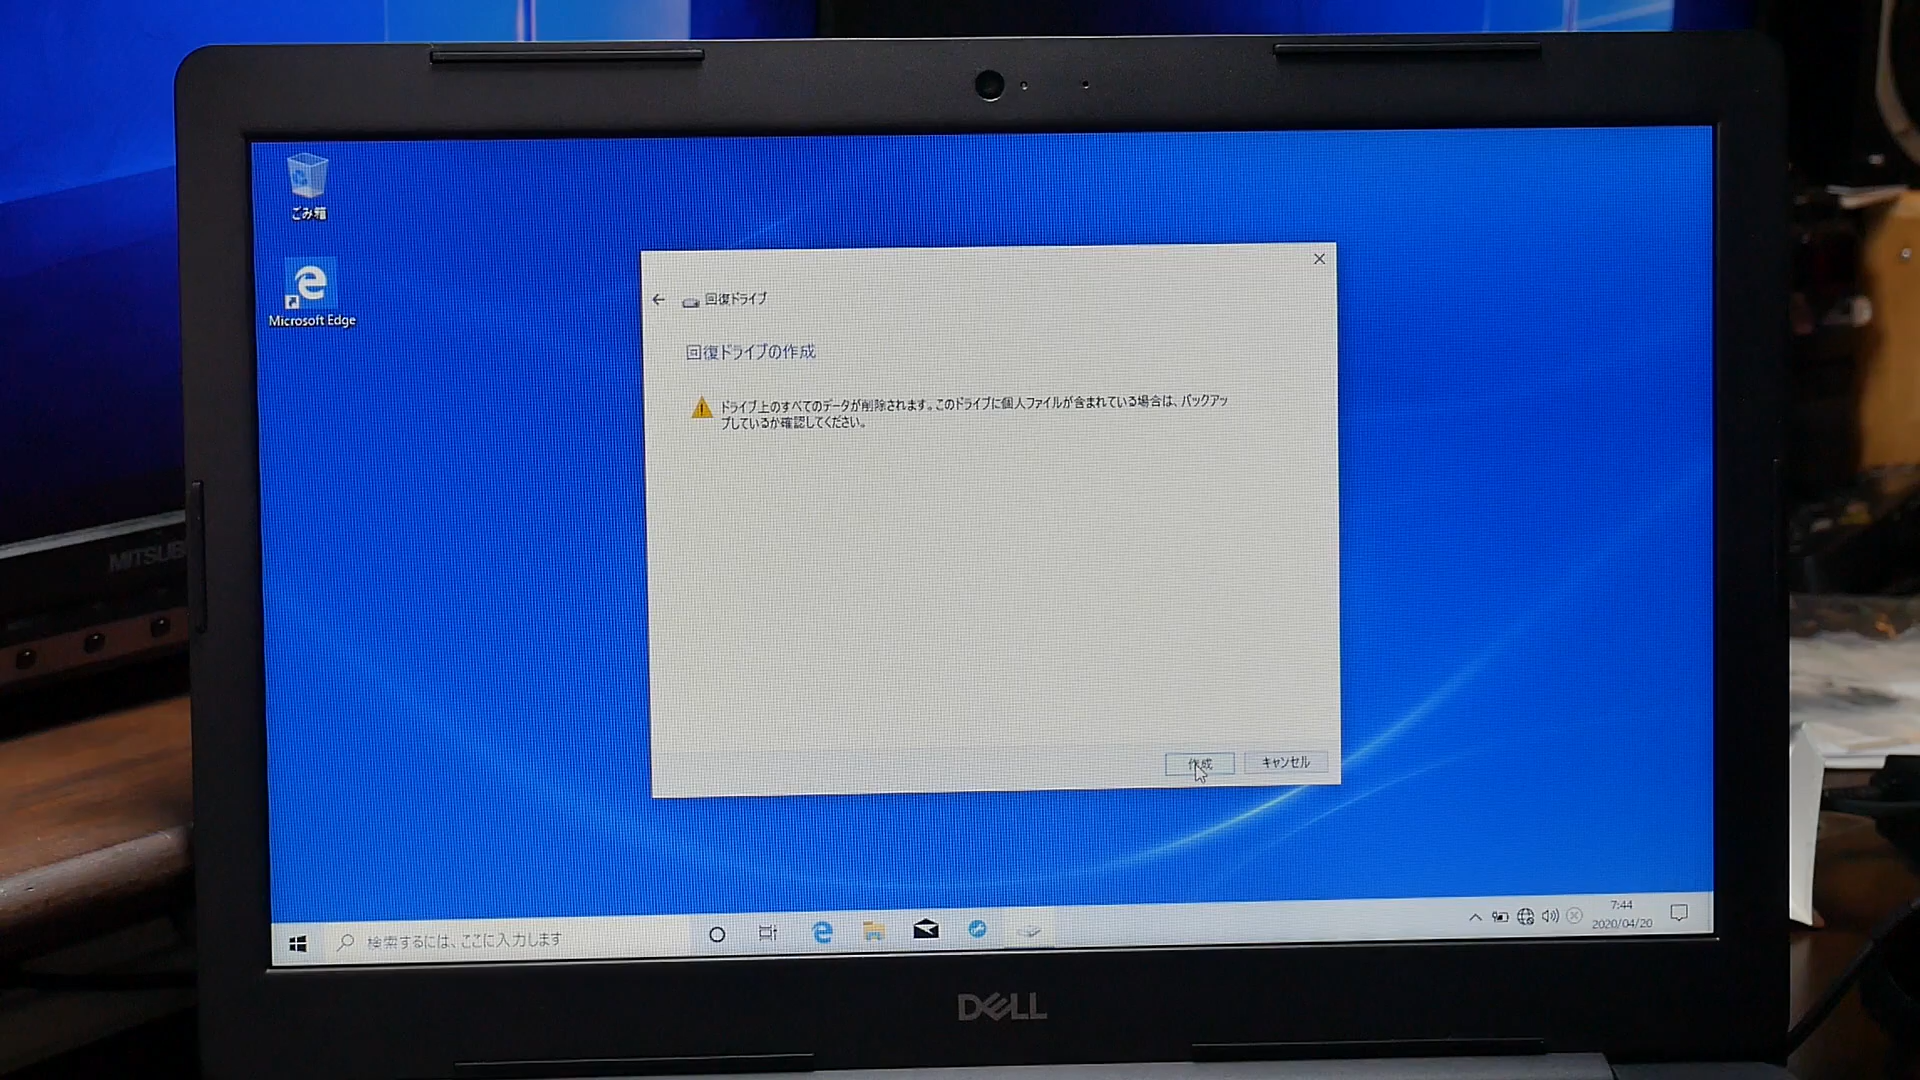 ごみ箱
Microsoft Edge
回復ドライブ
回復ドライブの作成
ドライブ上のすべてのデータが削除されます。このドライブに個人ファイルが含まれている場合は、バックアッ
プしているか確認してください。
作成
キャンセル
MITSUB
検索するには、ここに入力します
7:44
2020/04/20
DELL